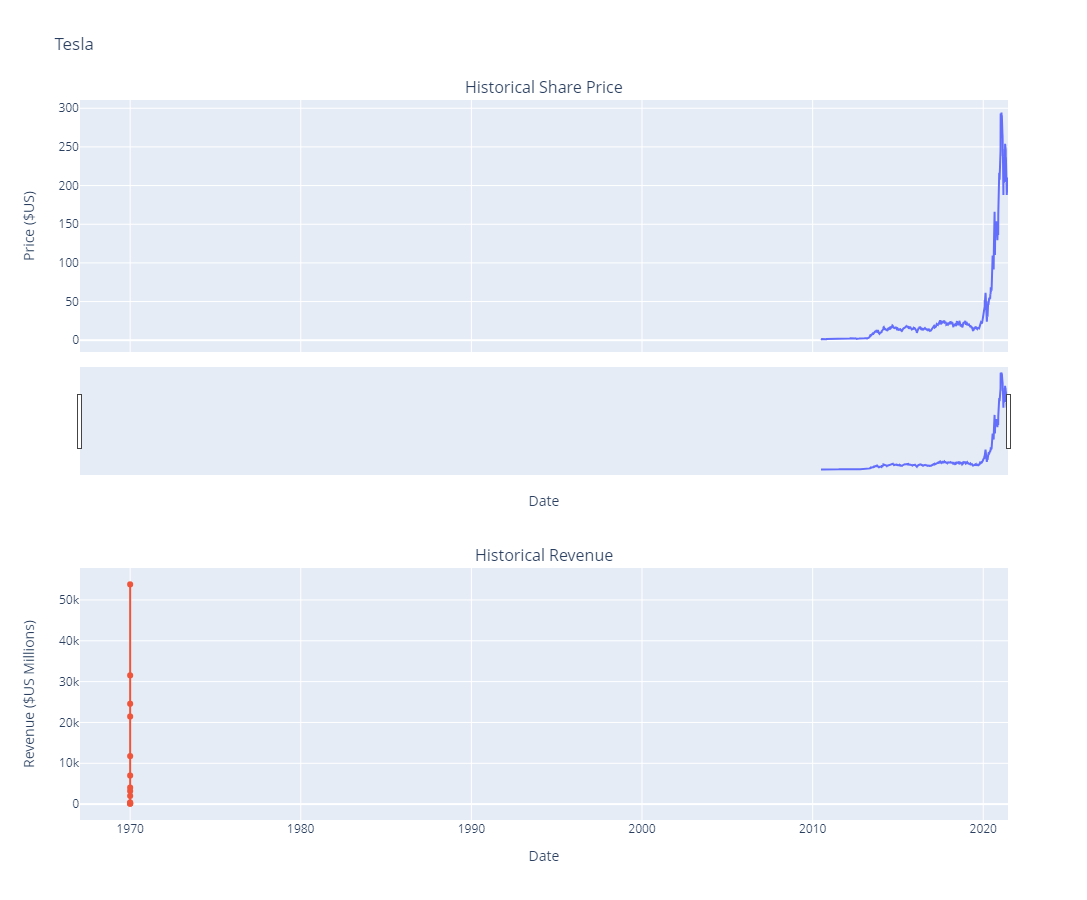 Tesla
Historical Share Price
300
250
200
150
100
50
0
Price ($US)
Date
Historical Revenue
50k
40k
30k
20k
10k
0
Revenue ($US Millions)
1970 1980 1990 2000 2010 2020
Date